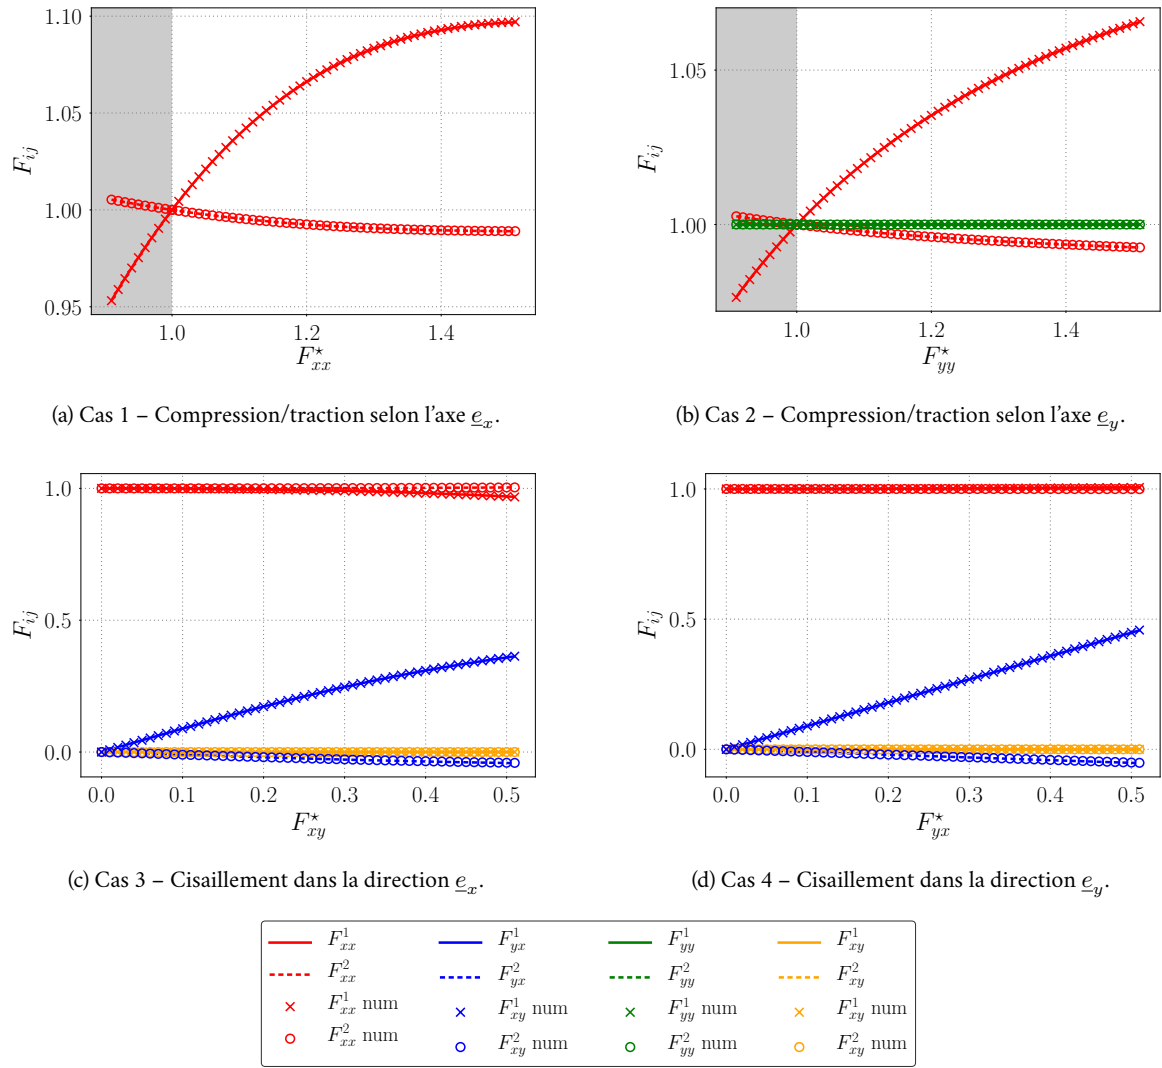 1.10
1.05
1.00
0.95
F_{ij}
1.0 1.2 1.4
F^⋆_{xx}
(a) Cas 1 – Compression/traction selon l'axe e_x.
1.05
1.00
F_{ij}
1.0 1.2 1.4
F^⋆_{yy}
(b) Cas 2 – Compression/traction selon l'axe e_y.
1.0
0.5
0.0
F_{ij}
0.0 0.1 0.2 0.3 0.4 0.5
F^⋆_{xy}
(c) Cas 3 – Cisaillement dans la direction e_x.
1.0
0.5
0.0
F_{ij}
0.0 0.1 0.2 0.3 0.4 0.5
F^⋆_{yx}
(d) Cas 4 – Cisaillement dans la direction e_y.
F^1_{xx} F^1_{yx} F^1_{yy} F^1_{xy}
F^2_{xx} F^2_{yx} F^2_{yy} F^2_{xy}
F^1_{xx} num F^1_{xy} num F^1_{yy} num F^1_{xy} num
F^2_{xx} num F^2_{xy} num F^2_{yy} num F^2_{xy} num